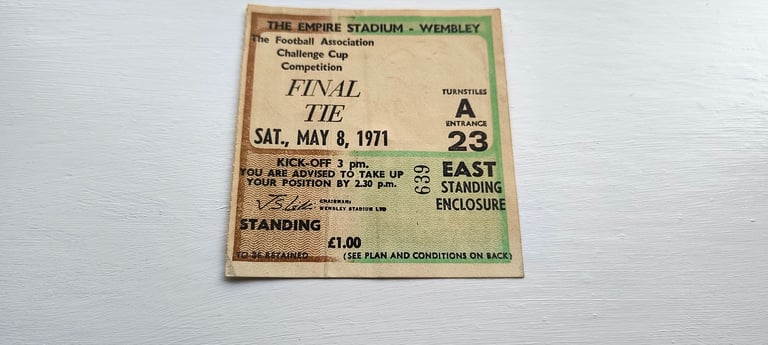 THE EMPIRE STADIUM - WEMBLEY
The Football Association
Challenge Cup
Competition
FINAL
TIE
SAT., MAY 8, 1971
TURNSTILES
A
ENTRANCE
23
KICK-OFF 3 pm.
YOU ARE ADVISED TO TAKE UP
YOUR POSITION BY 2.30 p.m.
639
EAST
STANDING
ENCLOSURE
CHAIRMAN:
WEMBLEY STADIUM LTD
STANDING
£1.00
TO BE RETAINED
(SEE PLAN AND CONDITIONS ON BACK)